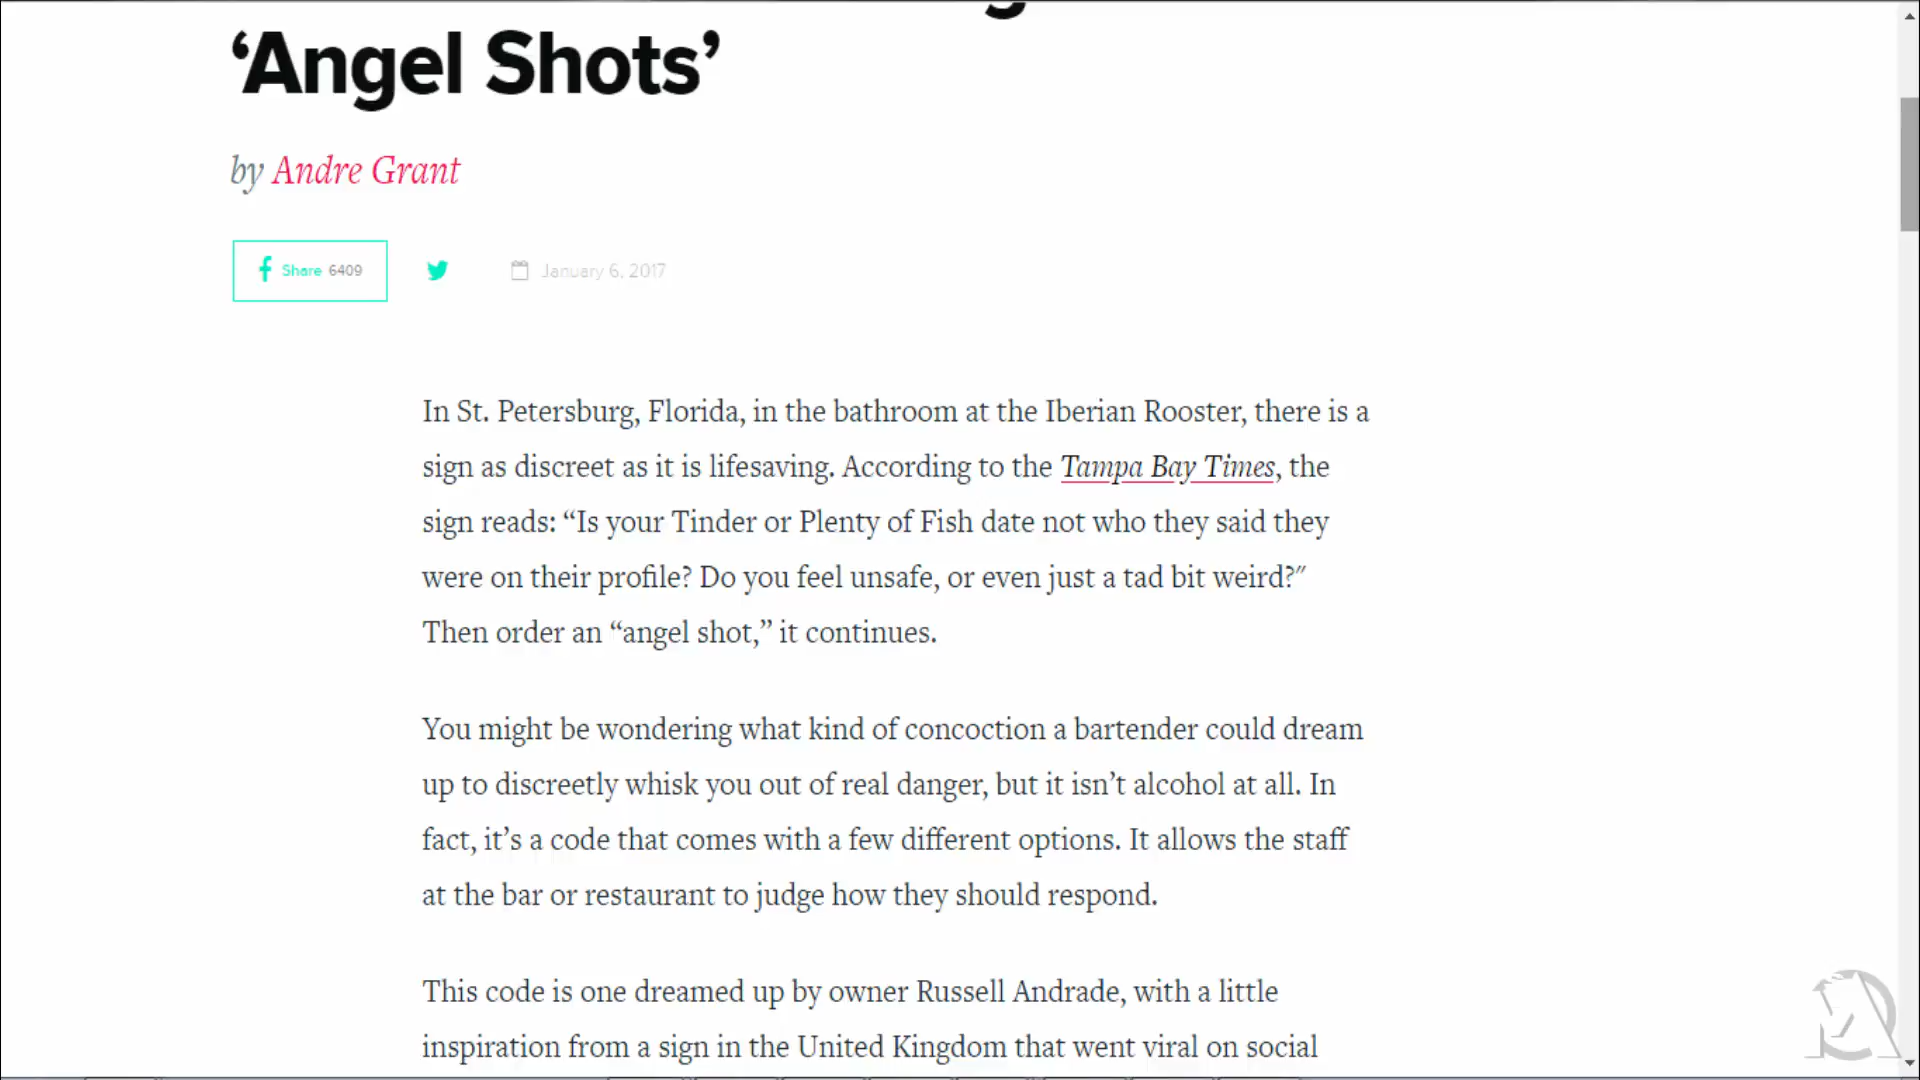 ‘Angel Shots’
by Andre Grant
Share 6409
January 6, 2017
In St. Petersburg, Florida, in the bathroom at the Iberian Rooster, there is a
sign as discreet as it is lifesaving. According to the Tampa Bay Times, the
sign reads: “Is your Tinder or Plenty of Fish date not who they said they
were on their profile? Do you feel unsafe, or even just a tad bit weird?″
Then order an “angel shot,” it continues.
You might be wondering what kind of concoction a bartender could dream
up to discreetly whisk you out of real danger, but it isn’t alcohol at all. In
fact, it’s a code that comes with a few different options. It allows the staff
at the bar or restaurant to judge how they should respond.
This code is one dreamed up by owner Russell Andrade, with a little
inspiration from a sign in the United Kingdom that went viral on social